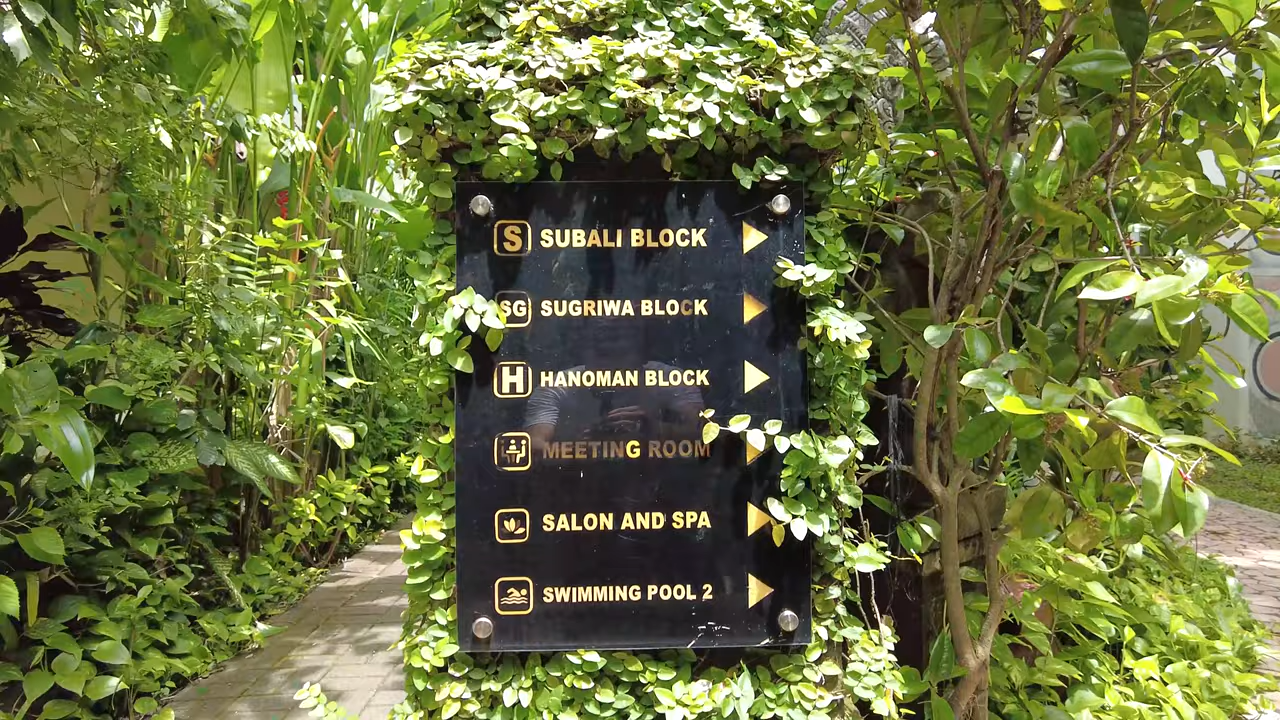 S SUBALI BLOCK
SG SUGRIWA BLOCK
H HANOMAN BLOCK
MEETING ROOM
SALON AND SPA
SWIMMING POOL 2